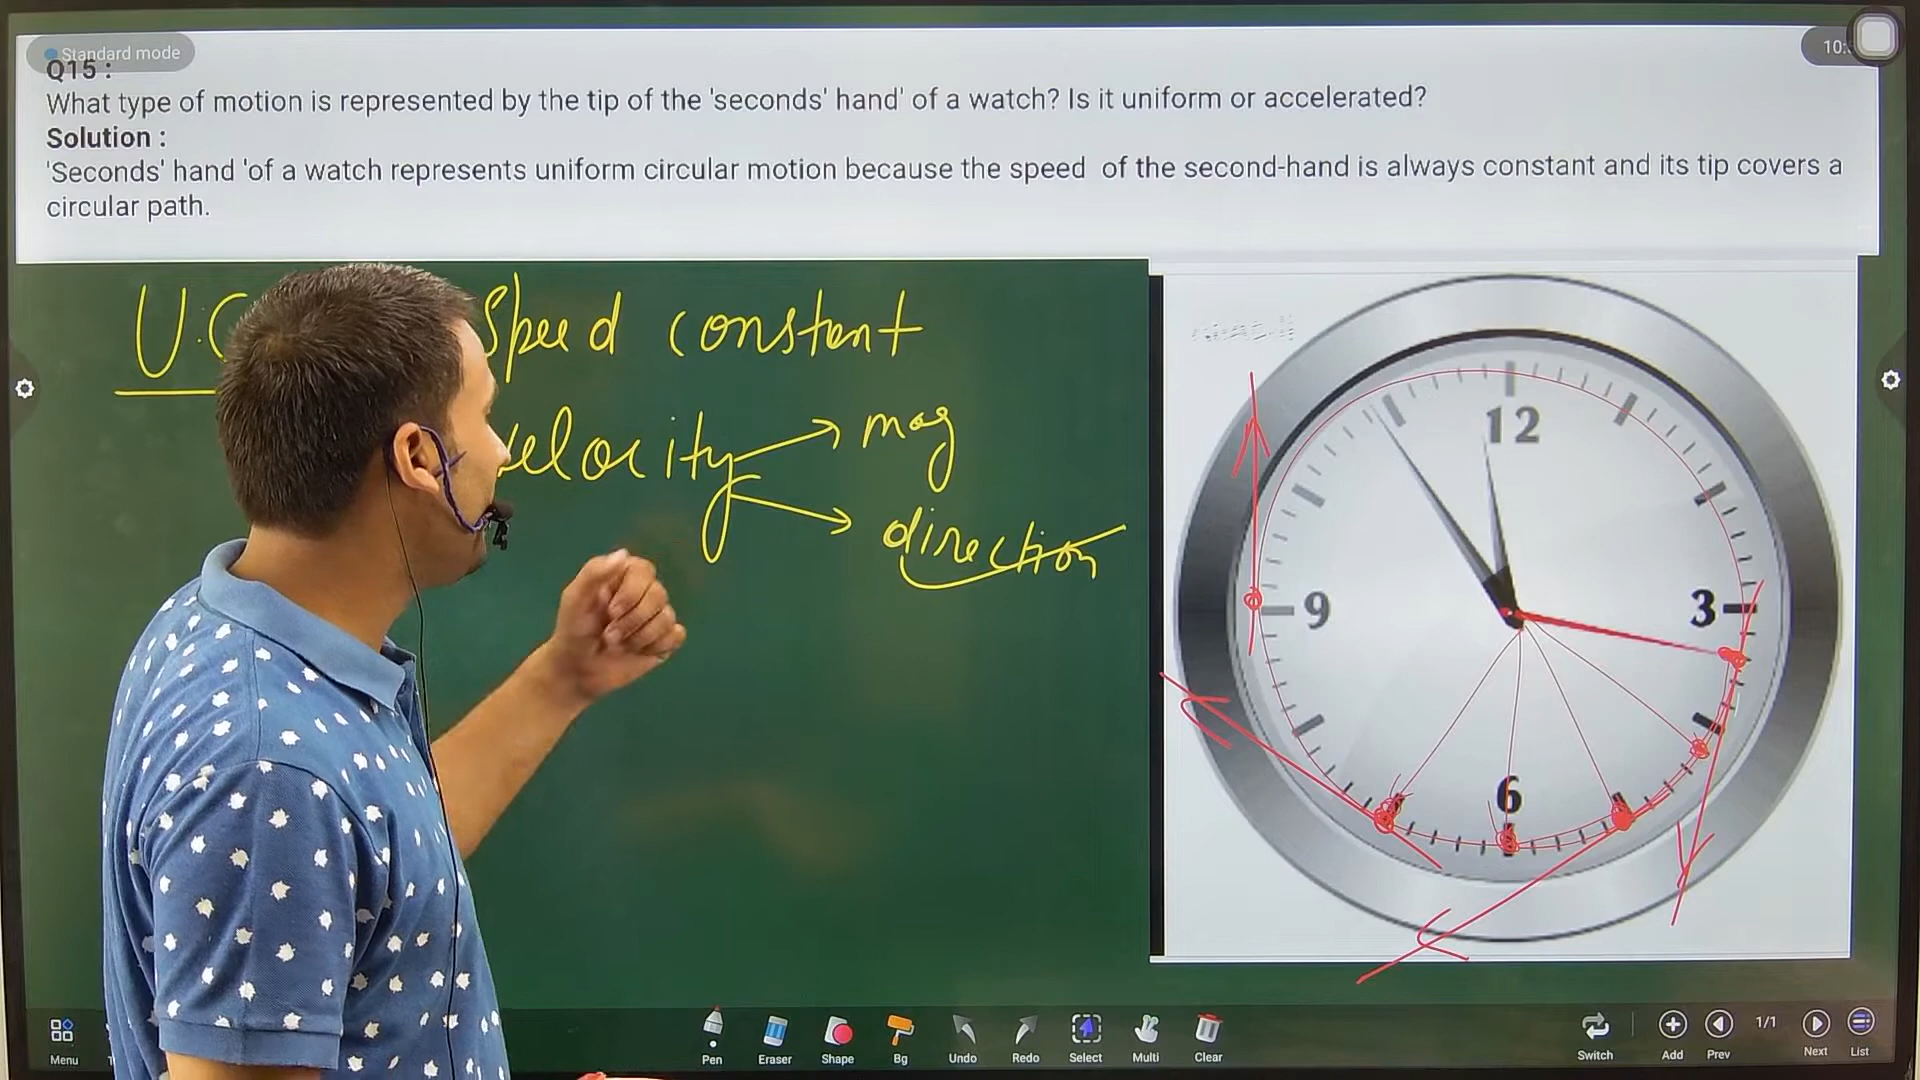 Standard mode
10:
Q15 :
What type of motion is represented by the tip of the 'seconds' hand' of a watch? Is it uniform or accelerated?
Solution :
'Seconds' hand 'of a watch represents uniform circular motion because the speed of the second-hand is always constant and its tip covers a
circular path.
U.C Speed constant
velocity mag
direction
12
9 3
6
Menu Pen Eraser Shape Bg Undo Redo Select Multi Clear Switch Add Prev 1/1 Next List